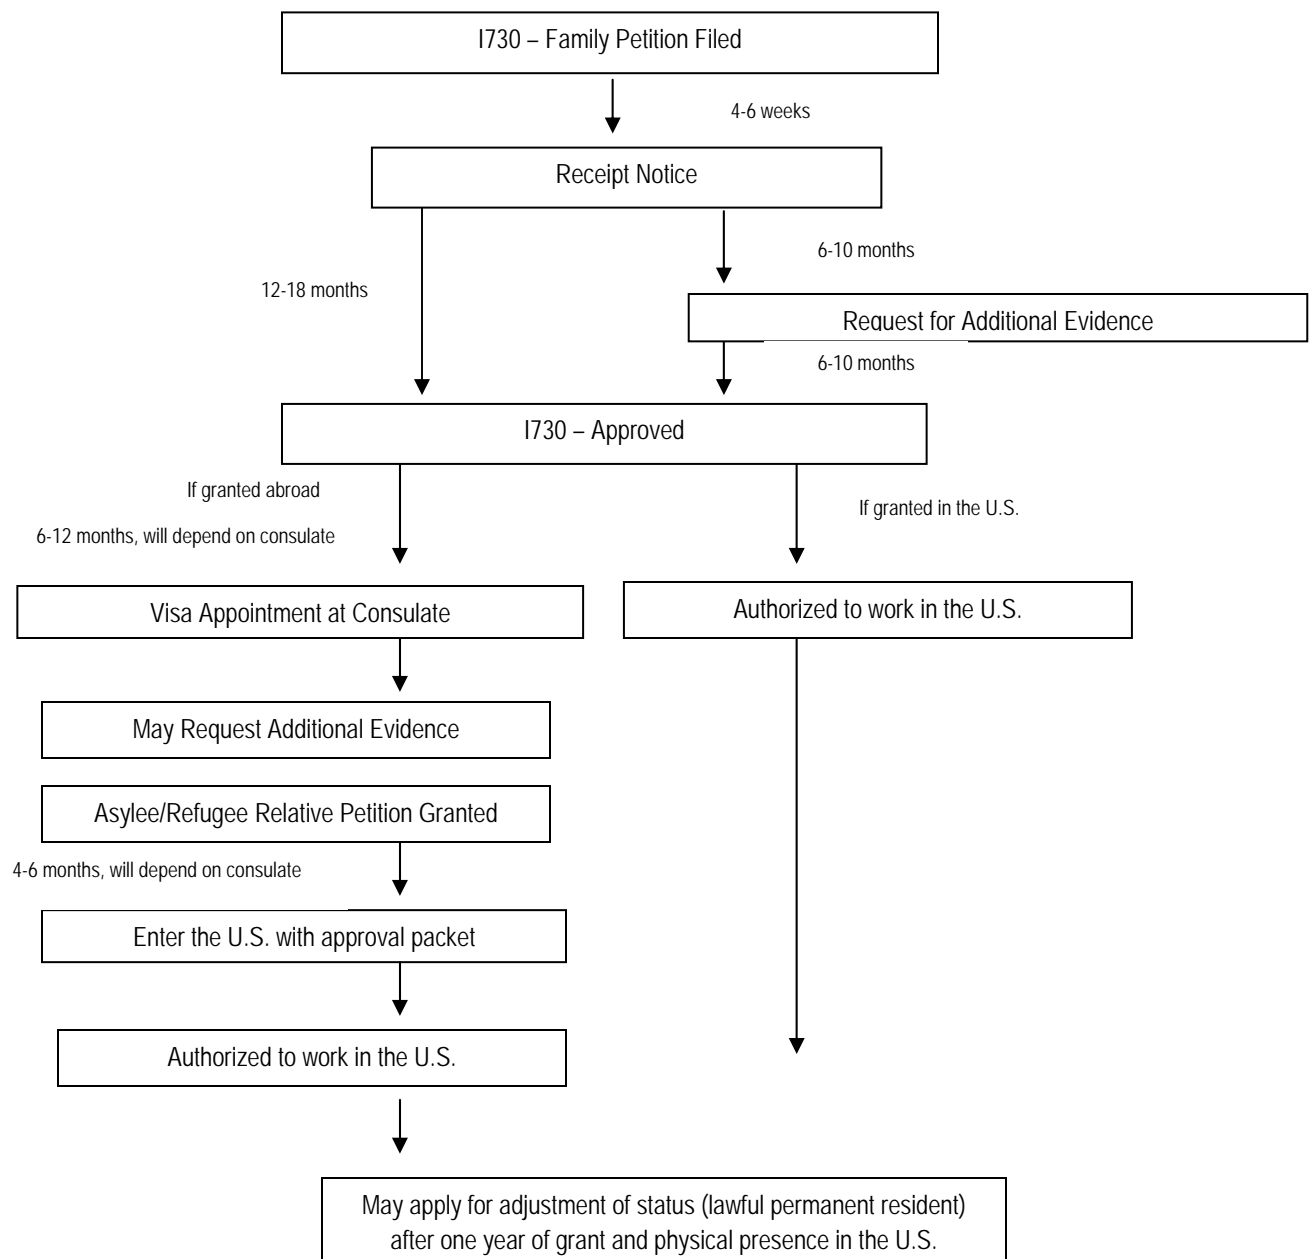 I730 – Family Petition Filed
4-6 weeks
Receipt Notice
6-10 months
12-18 months
Request for Additional Evidence
6-10 months
I730 – Approved
If granted abroad
If granted in the U.S.
6-12 months, will depend on consulate
Visa Appointment at Consulate
Authorized to work in the U.S.
May Request Additional Evidence
Asylee/Refugee Relative Petition Granted
4-6 months, will depend on consulate
Enter the U.S. with approval packet
Authorized to work in the U.S.
May apply for adjustment of status (lawful permanent resident)
after one year of grant and physical presence in the U.S.